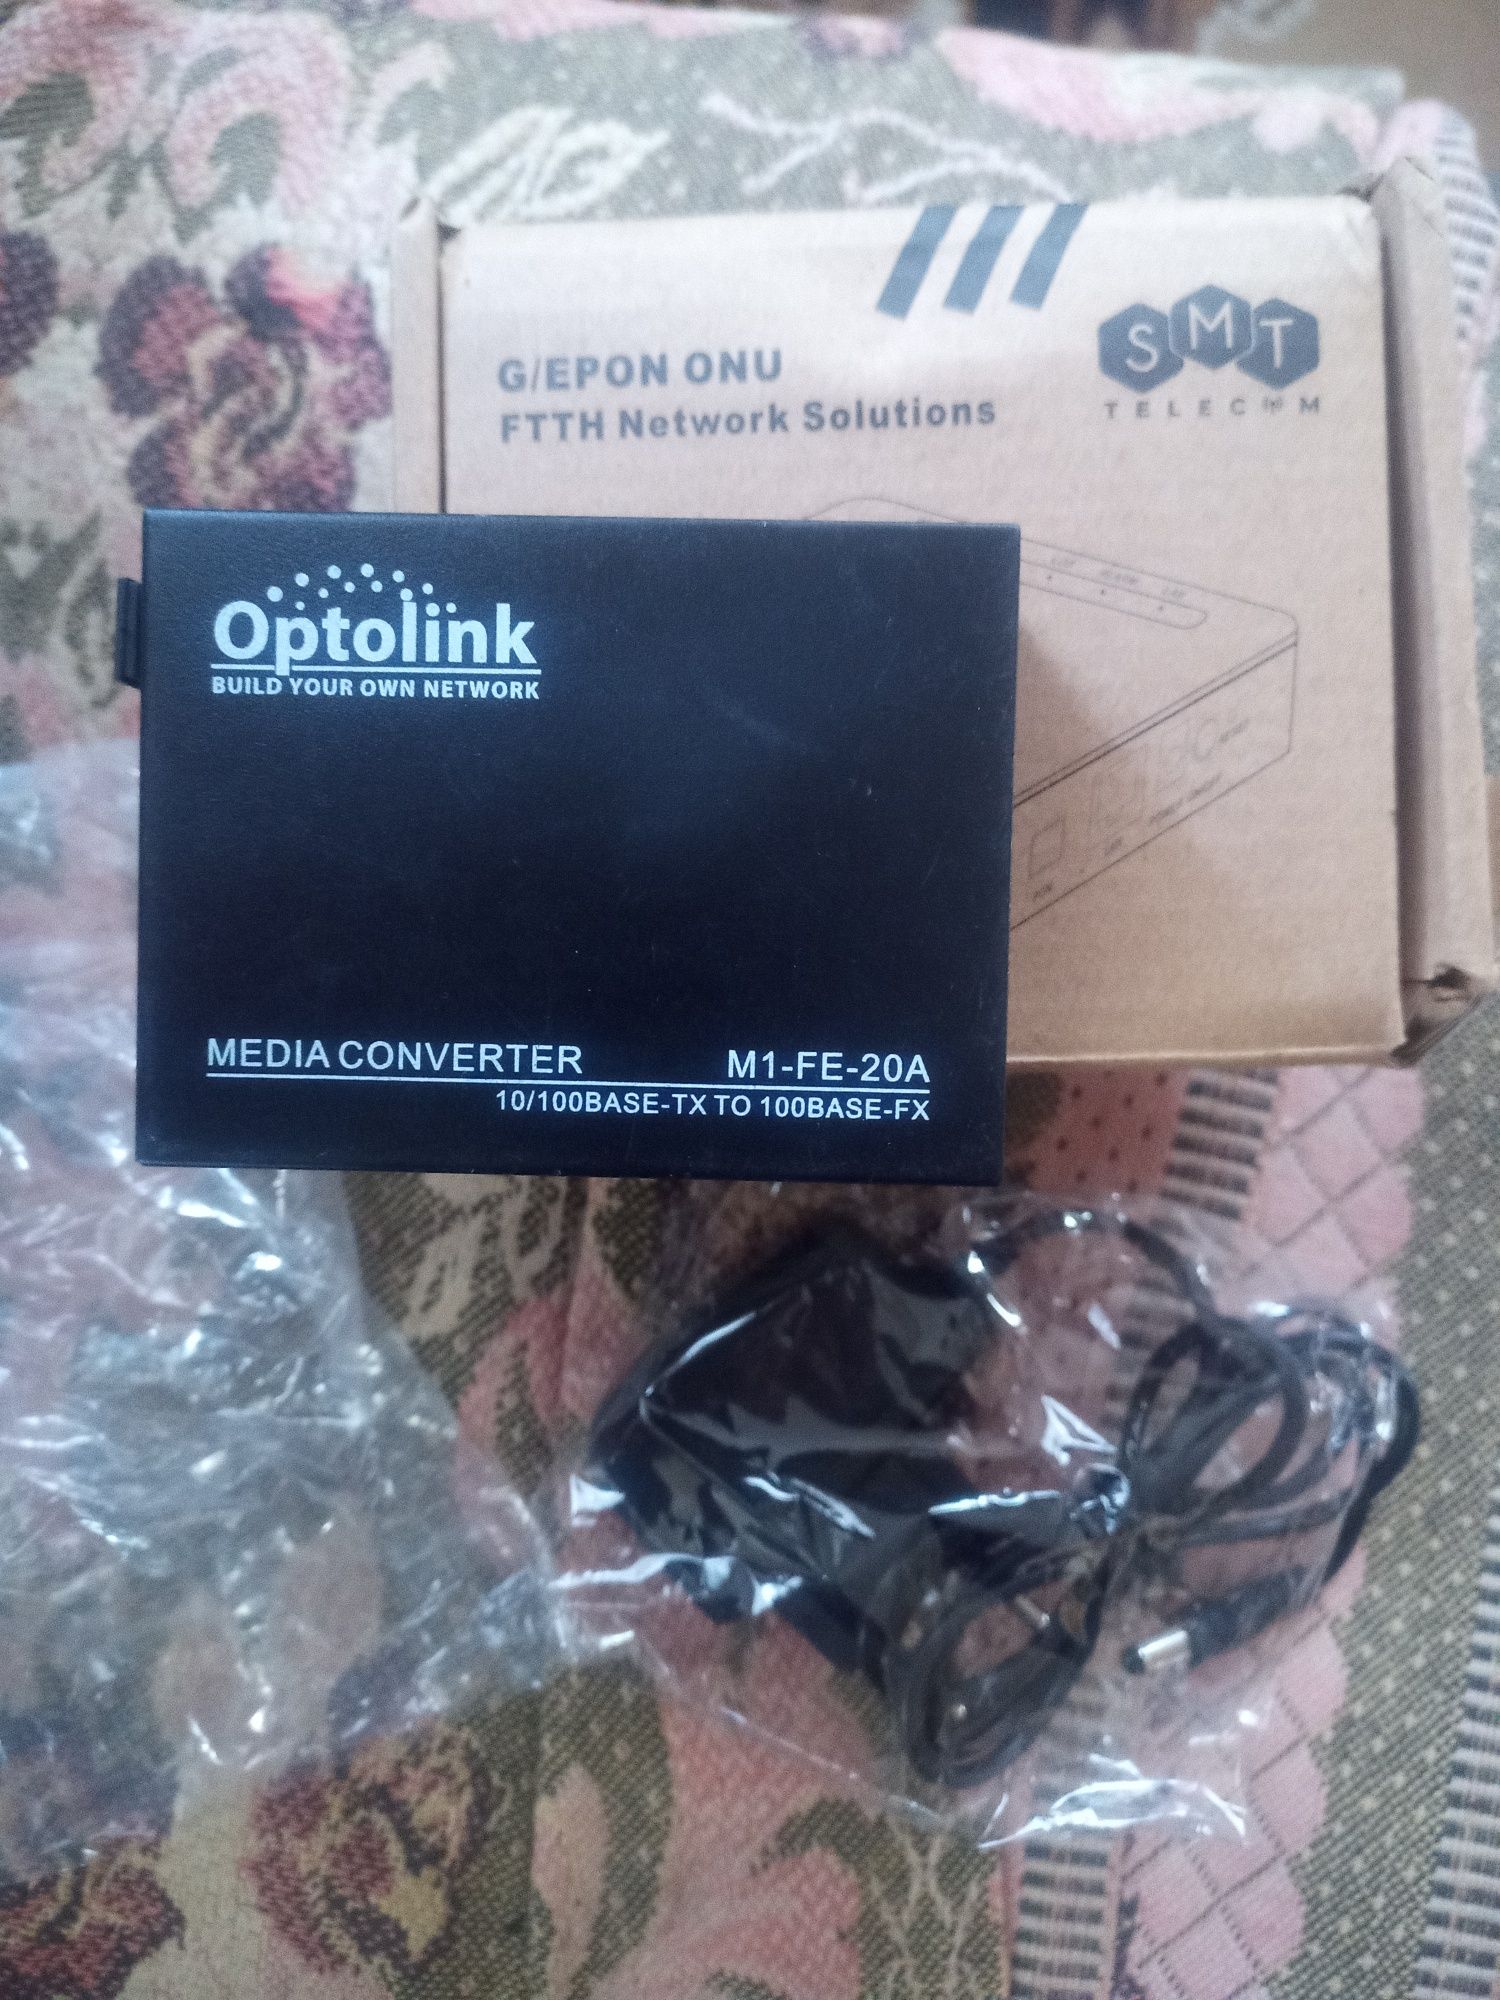 G/EPON ONU
FTTH Network Solutions
SMT
TELECOM
Optolink
BUILD YOUR OWN NETWORK
MEDIA CONVERTER
M1-FE-20A
10/100BASE-TX TO 100BASE-FX